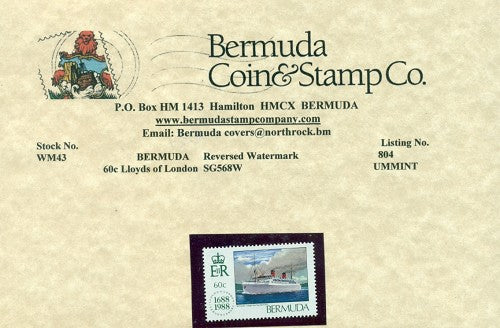 Bermuda
Coin&Stamp Co.
P.O. Box HM 1413 Hamilton HMCX BERMUDA
www.bermudastampcompany.com
Email: Bermuda covers@northrock.bm
Stock No. Listing No.
WM43 BERMUDA Reversed Watermark 804
60c Lloyds of London SG568W UMMINT
E II R
60c
1688
1988
BERMUDA